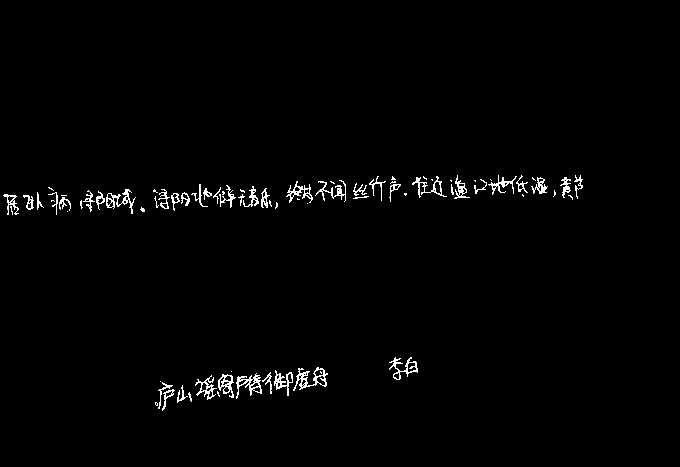 居卧病浔阳城。浔阳地僻无音乐,终岁不闻丝竹声.住近湓江地低湿,黄芦
庐山谣寄卢侍御虚舟 李白